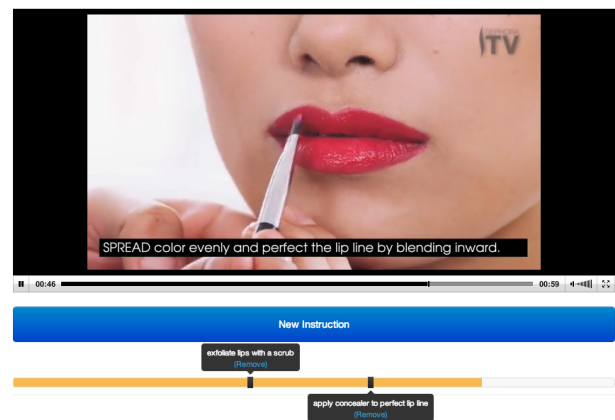 SEPHORA
TV
SPREAD color evenly and perfect the lip line by blending inward.
00:46
00:59
New Instruction
exfoliate lips with a scrub
(Remove)
apply concealer to perfect lip line
(Remove)